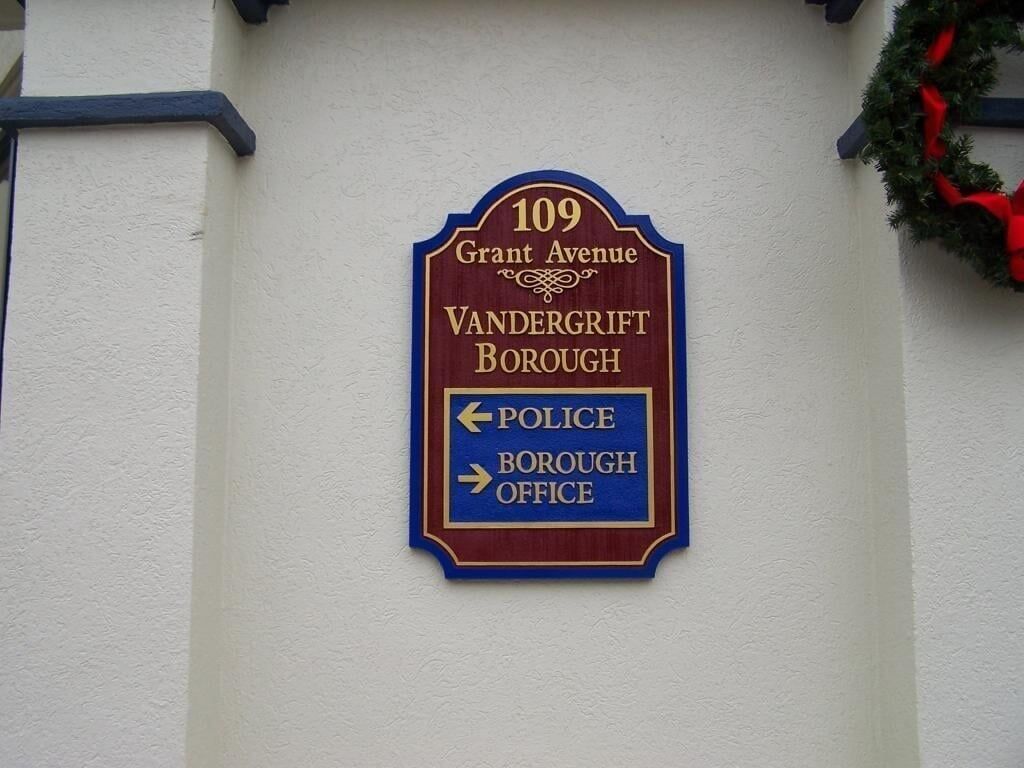 109
Grant Avenue
VANDERGRIFT
BOROUGH
POLICE
BOROUGH
OFFICE